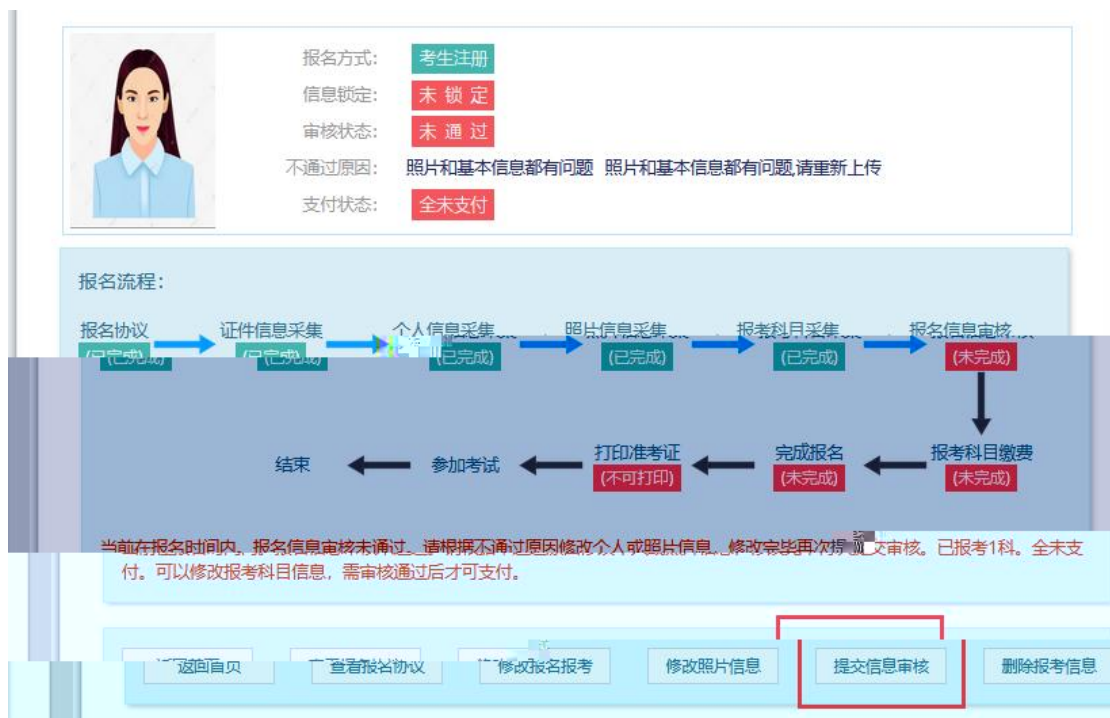 报名方式: 考生注册
信息锁定: 未 锁 定
审核状态: 未 通 过
不通过原因: 照片和基本信息都有问题 照片和基本信息都有问题,请重新上传
支付状态: 全未支付
报名流程:
报名协议 证件信息采集 个人信息采集 照片信息采集 报考科目采集 报名信息审核
(已完成) (已完成) (已完成) (已完成) (已完成) (未完成)
结束 参加考试 打印准考证 完成报名 报考科目缴费
(不可打印) (未完成) (未完成)
当前在报名时间内。报名信息审核未通过。请根据不通过原因修改个人或照片信息。修改完毕再次提交审核。已报考1科。全未支
付。可以修改报考科目信息，需审核通过后才可支付。
返回首页 查看报名协议 修改报名报考 修改照片信息 提交信息审核 删除报考信息